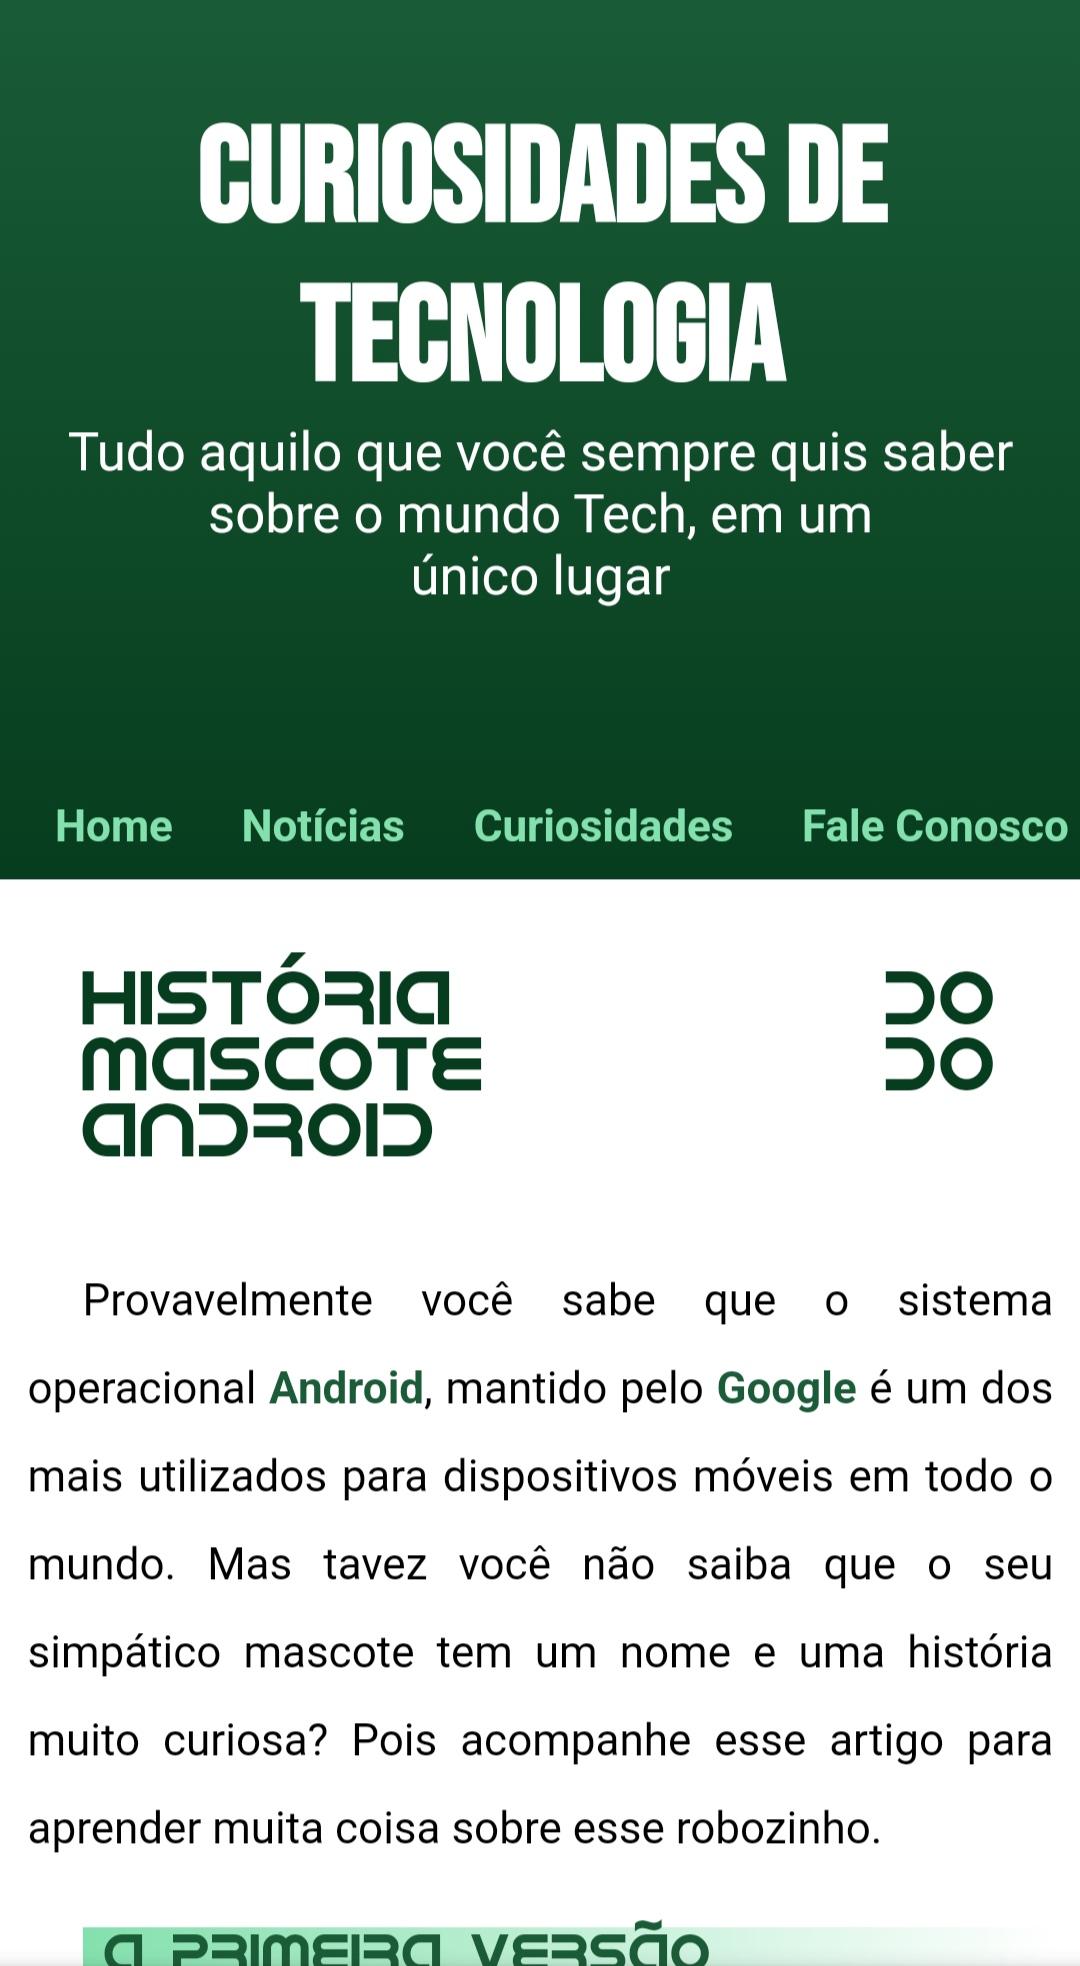 CURIOSIDADES DE
TECNOLOGIA
Tudo aquilo que você sempre quis saber
sobre o mundo Tech, em um
único lugar
Home Notícias Curiosidades Fale Conosco
HISTÓRIA DO
MASCOTE DO
ANDROID
Provavelmente você sabe que o sistema
operacional Android, mantido pelo Google é um dos
mais utilizados para dispositivos móveis em todo o
mundo. Mas tavez você não saiba que o seu
simpático mascote tem um nome e uma história
muito curiosa? Pois acompanhe esse artigo para
aprender muita coisa sobre esse robozinho.
A PRIMEIRA VERSÃO